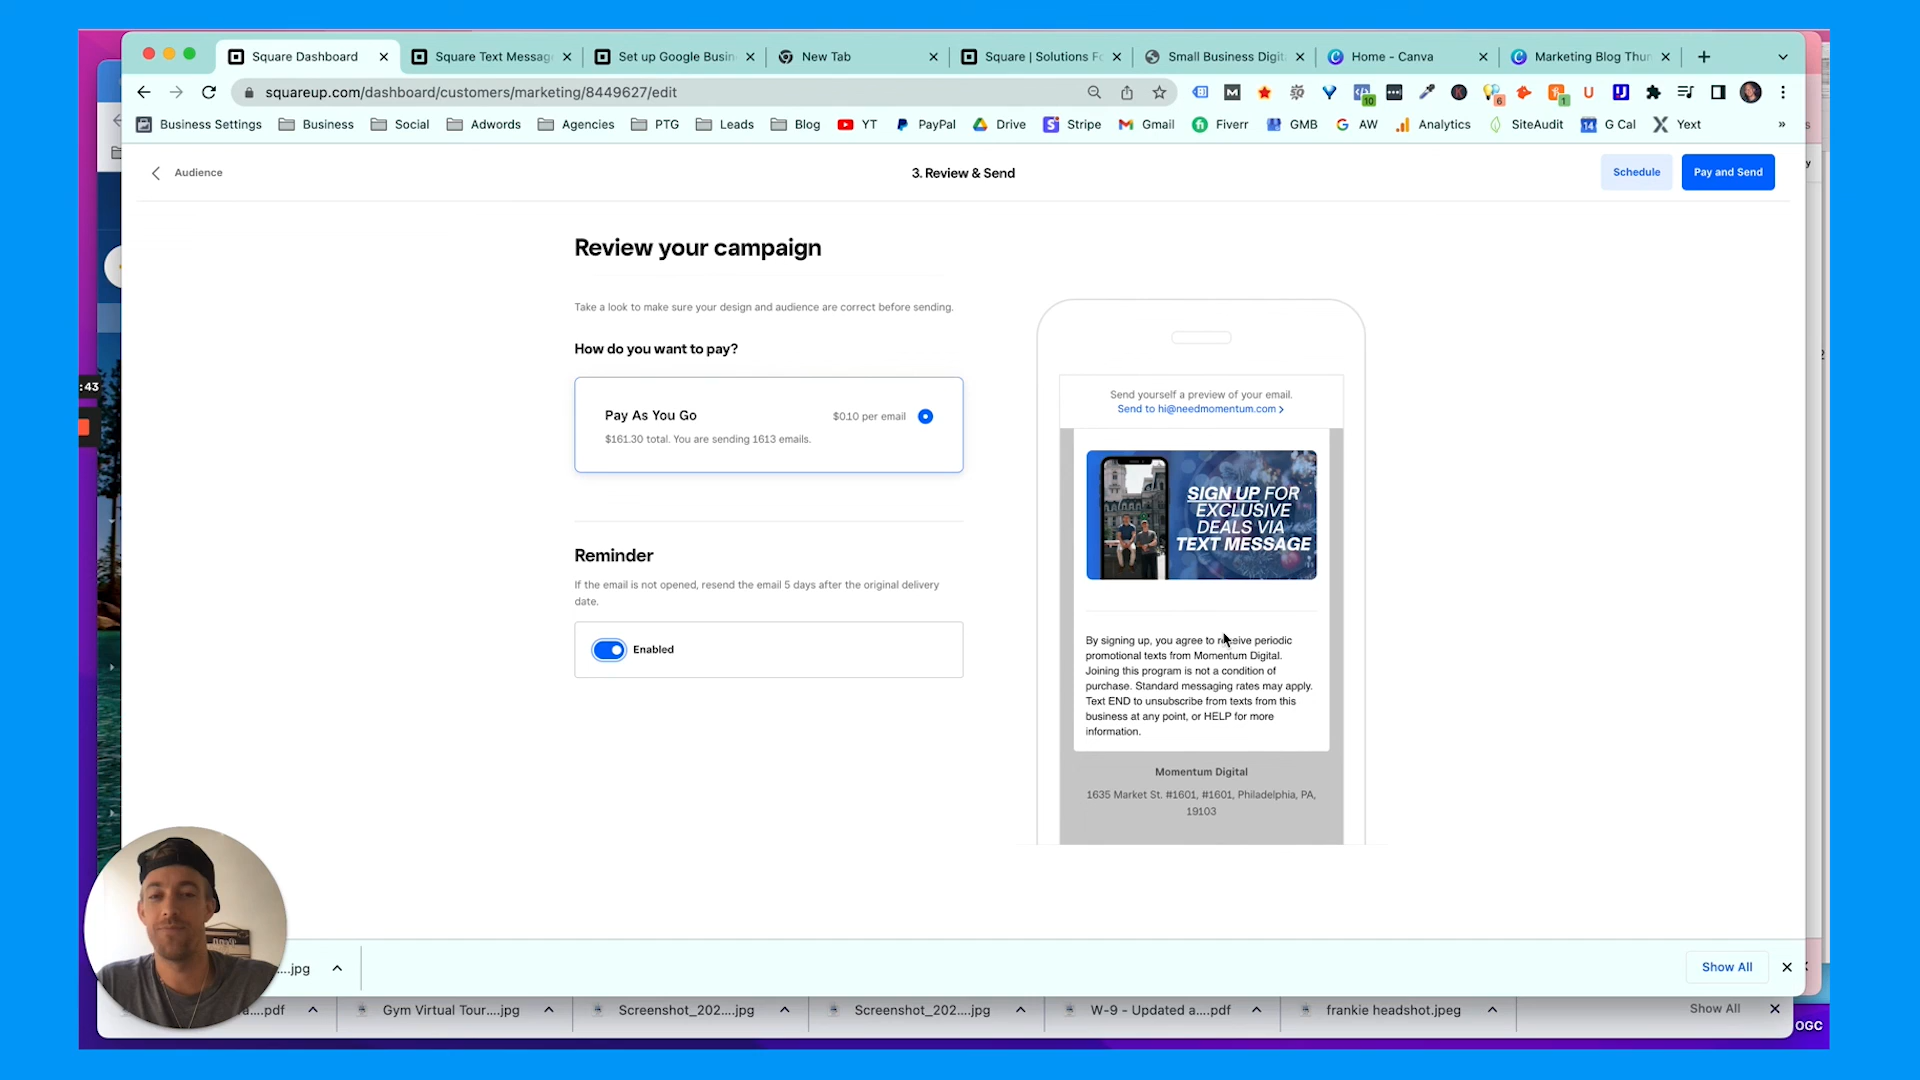 Square Dashboard
Square Text Messag
Set up Google Busin
New Tab
Square | Solutions Fo
Small Business Digit
Home - Canva
Marketing Blog Thun
squareup.com/dashboard/customers/marketing/8449627/edit
Business Settings
Business
Social
Adwords
Agencies
PTG
Leads
Blog
YT
PayPal
Drive
Stripe
Gmail
Fiverr
GMB
AW
Analytics
SiteAudit
G Cal
Yext
»
Audience
3. Review & Send
Schedule
Pay and Send
Review your campaign
Take a look to make sure your design and audience are correct before sending.
How do you want to pay?
Pay As You Go
$0.10 per email
$161.30 total. You are sending 1613 emails.
Reminder
If the email is not opened, resend the email 5 days after the original delivery
date.
Enabled
Send yourself a preview of your email.
Send to hi@needmomentum.com >
SIGN UP FOR
EXCLUSIVE
DEALS VIA
TEXT MESSAGE
By signing up, you agree to receive periodic
promotional texts from Momentum Digital.
Joining this program is not a condition of
purchase. Standard messaging rates may apply.
Text END to unsubscribe from texts from this
business at any point, or HELP for more
information.
Momentum Digital
1635 Market St. #1601, #1601, Philadelphia, PA,
19103
:43
....jpg
Show All
a....pdf
Gym Virtual Tour....jpg
Screenshot_202....jpg
Screenshot_202....jpg
W-9 - Updated a....pdf
frankie headshot.jpeg
Show All
OGC